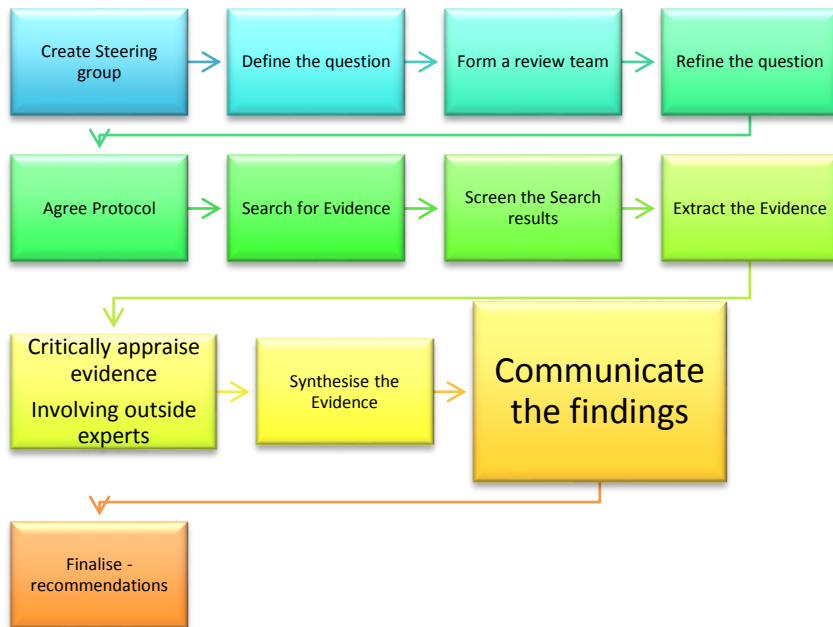 Create Steering
group
Define the question
Form a review team
Refine the question
Agree Protocol
Search for Evidence
Screen the Search
results
Extract the Evidence
Critically appraise
evidence
Involving outside
experts
Synthesise the
Evidence
Communicate
the findings
Finalise -
recommendations